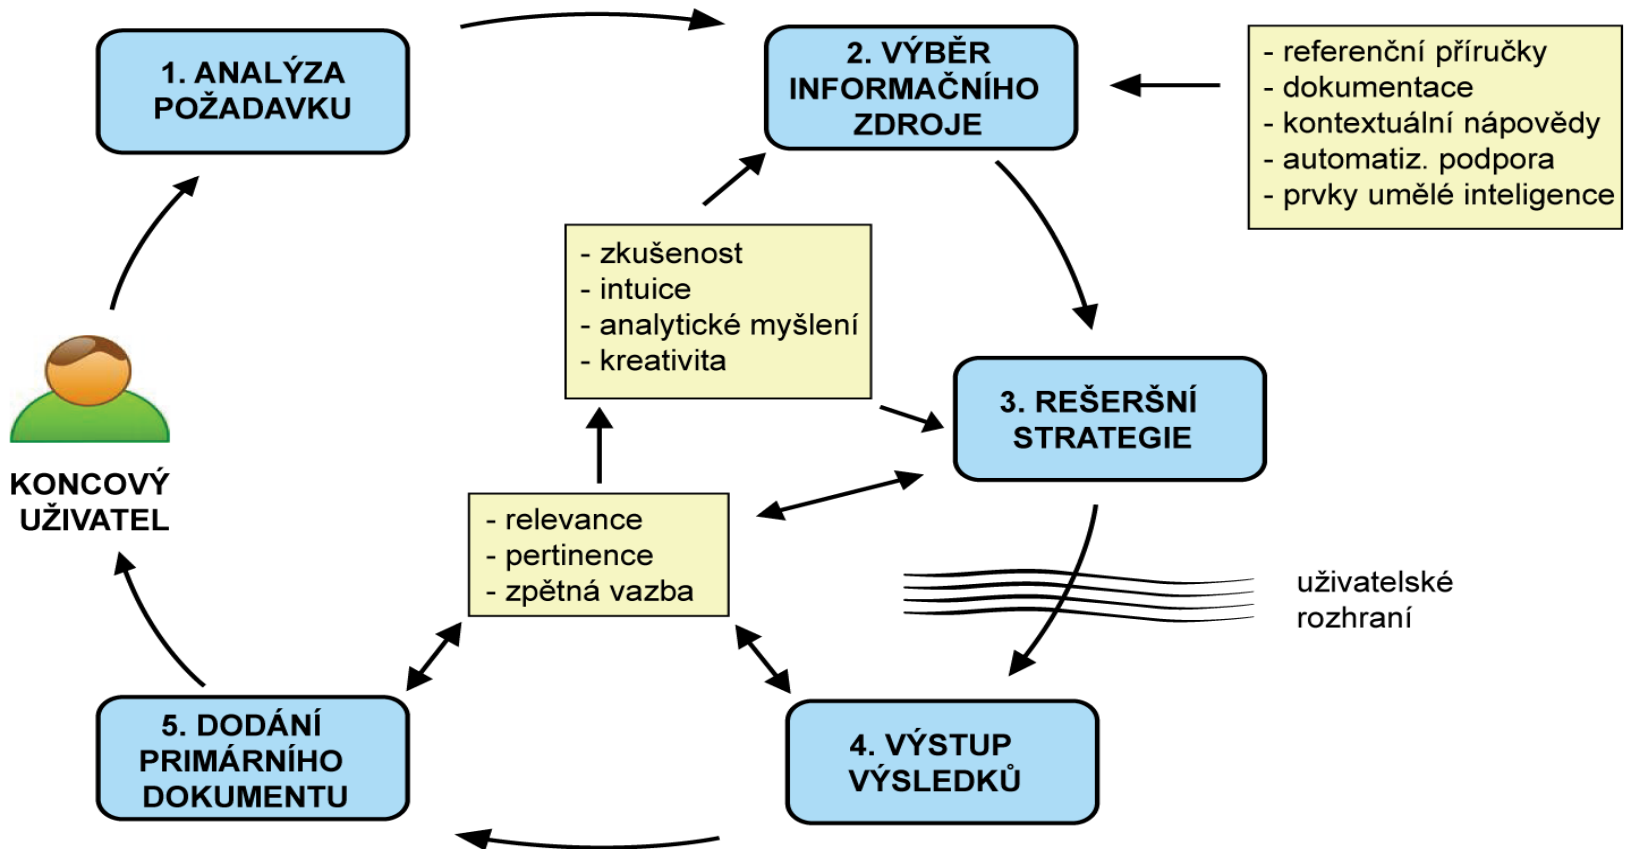 1. ANALÝZA
POŽADAVKU
2. VÝBĚR
INFORMAČNÍHO
ZDROJE
- referenční příručky
- dokumentace
- kontextuální nápovědy
- automatiz. podpora
- prvky umělé inteligence
- zkušenost
- intuice
- analytické myšlení
- kreativita
3. REŠERŠNÍ
STRATEGIE
KONCOVÝ
UŽIVATEL
- relevance
- pertinence
- zpětná vazba
uživatelské
rozhraní
5. DODÁNÍ
PRIMÁRNÍHO
DOKUMENTU
4. VÝSTUP
VÝSLEDKŮ